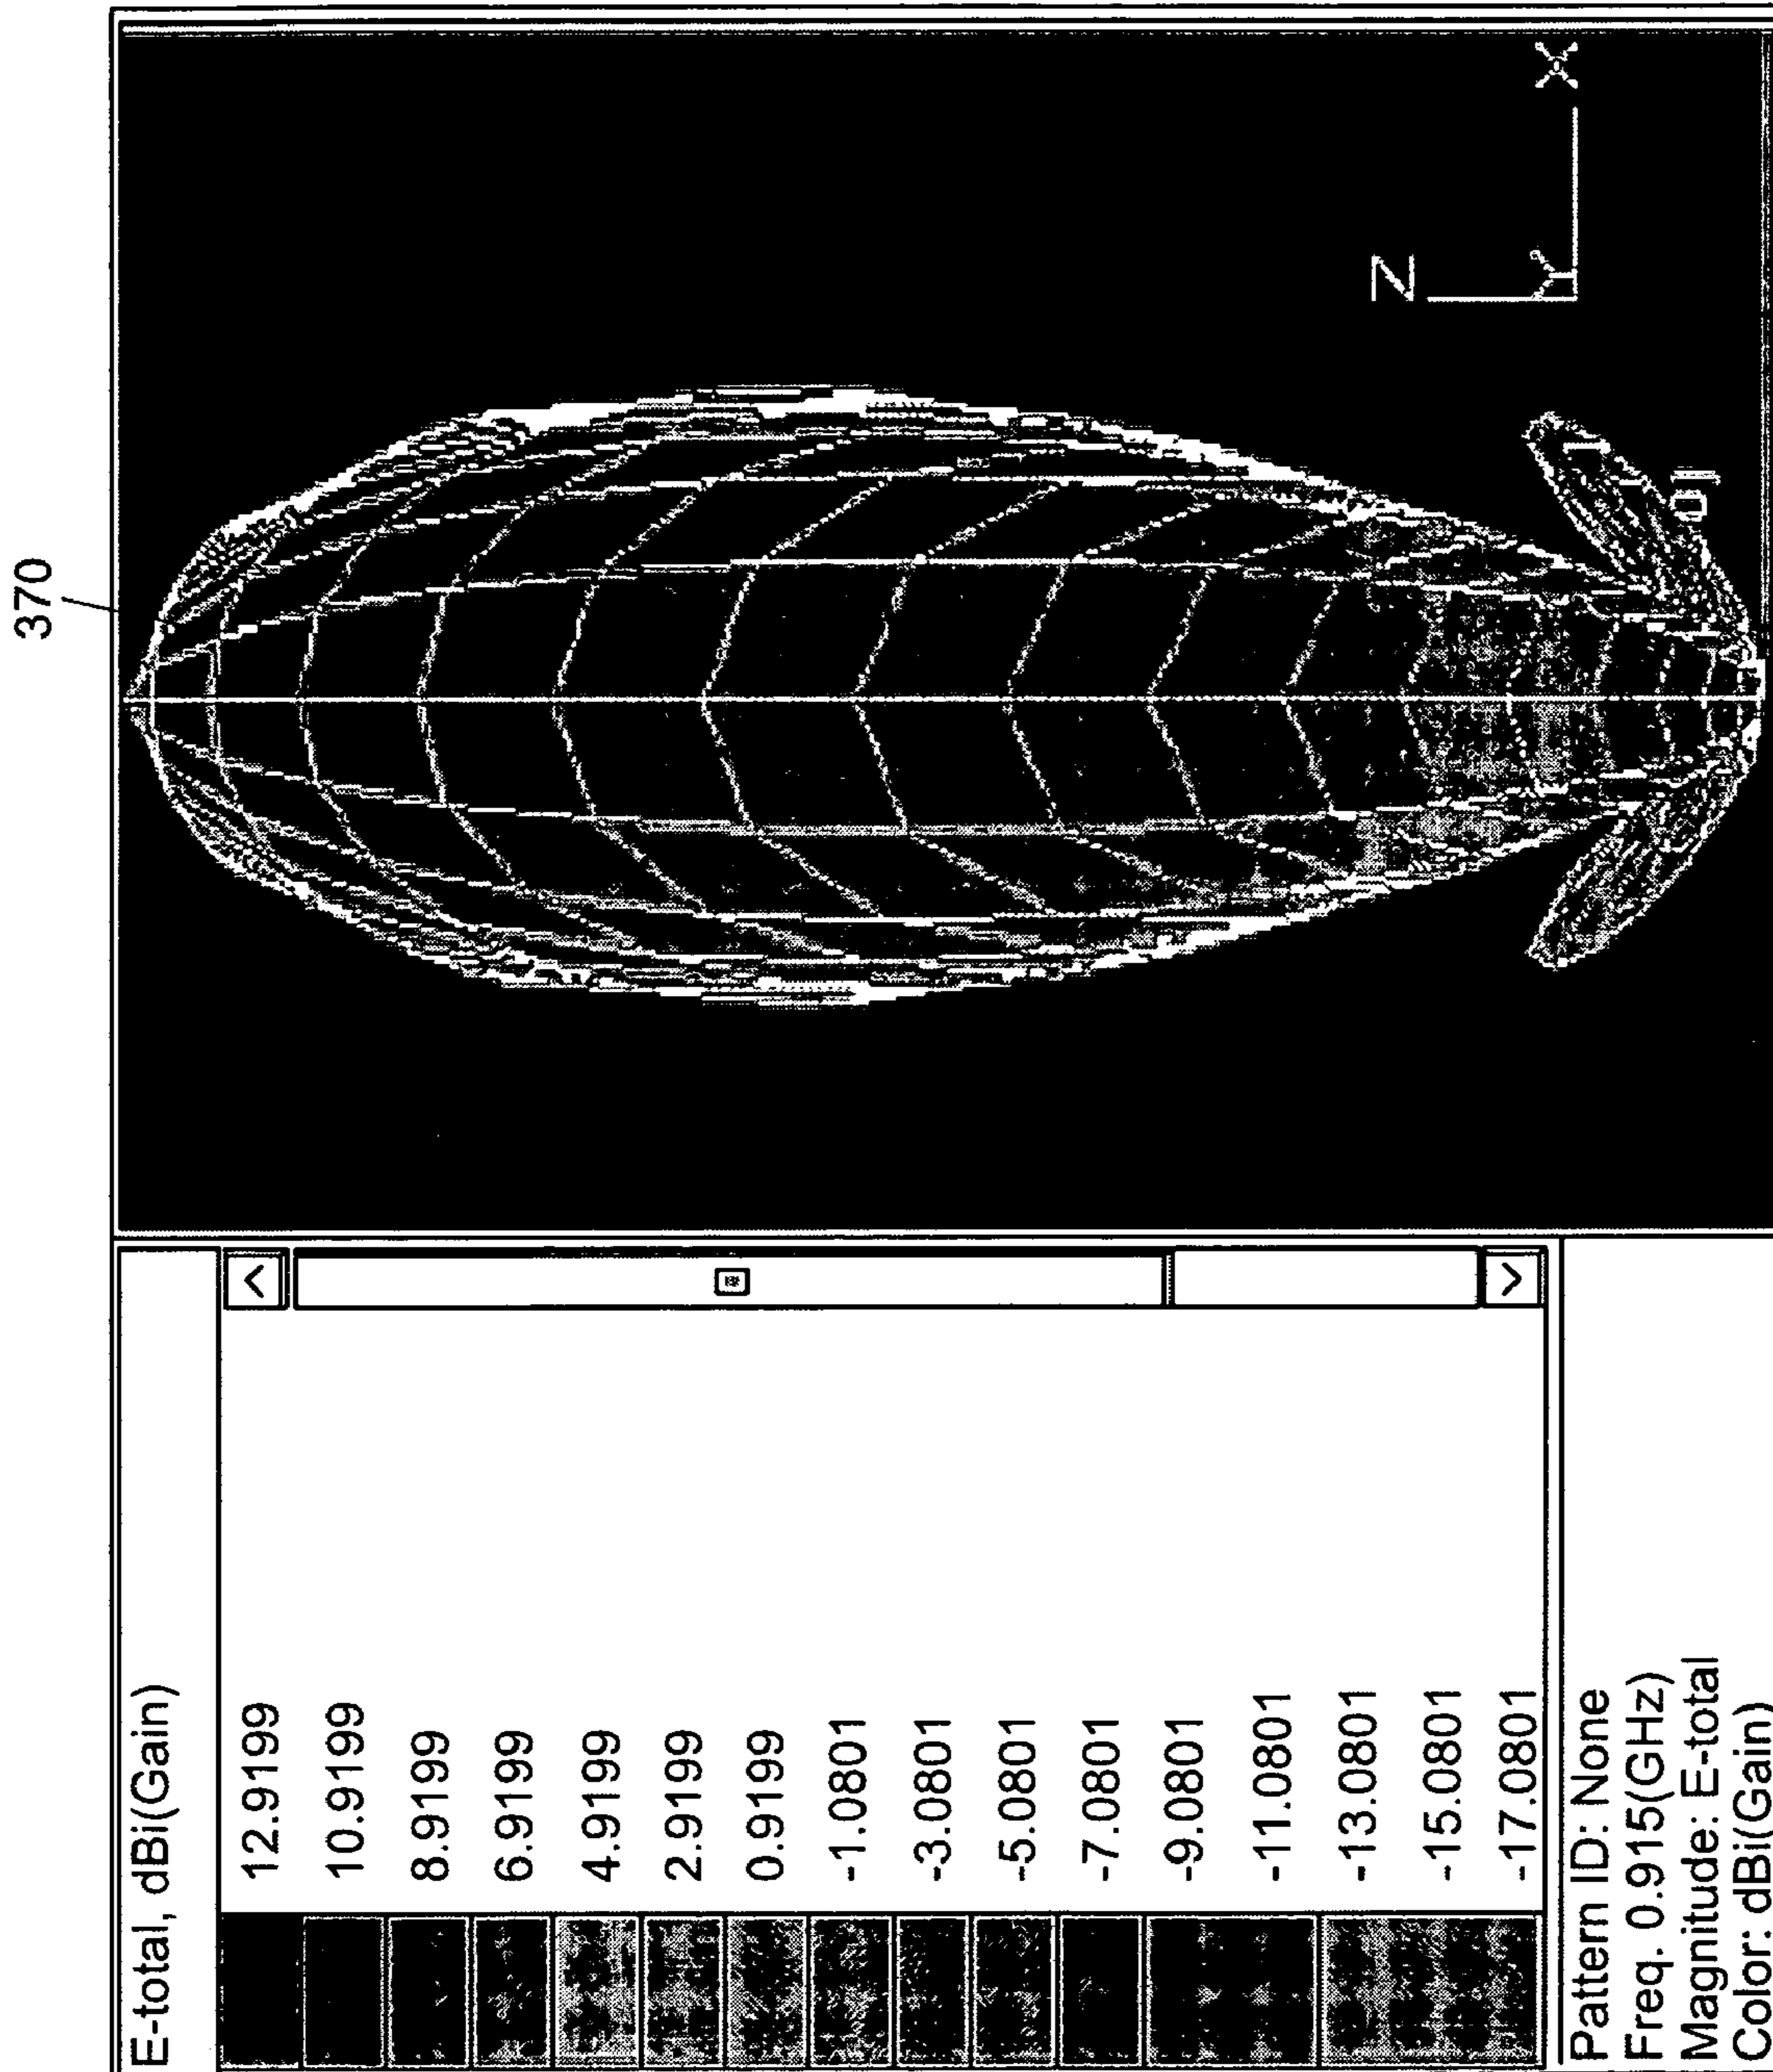 370
E-total, dBi(Gain)
12.9199
10.9199
8.9199
6.9199
4.9199
2.9199
0.9199
-1.0801
-3.0801
-5.0801
-7.0801
-9.0801
-11.0801
-13.0801
-15.0801
-17.0801
Pattern ID: None
Freq. 0.915(GHz)
Magnitude: E-total
Color: dBi(Gain)
Z
Y
X